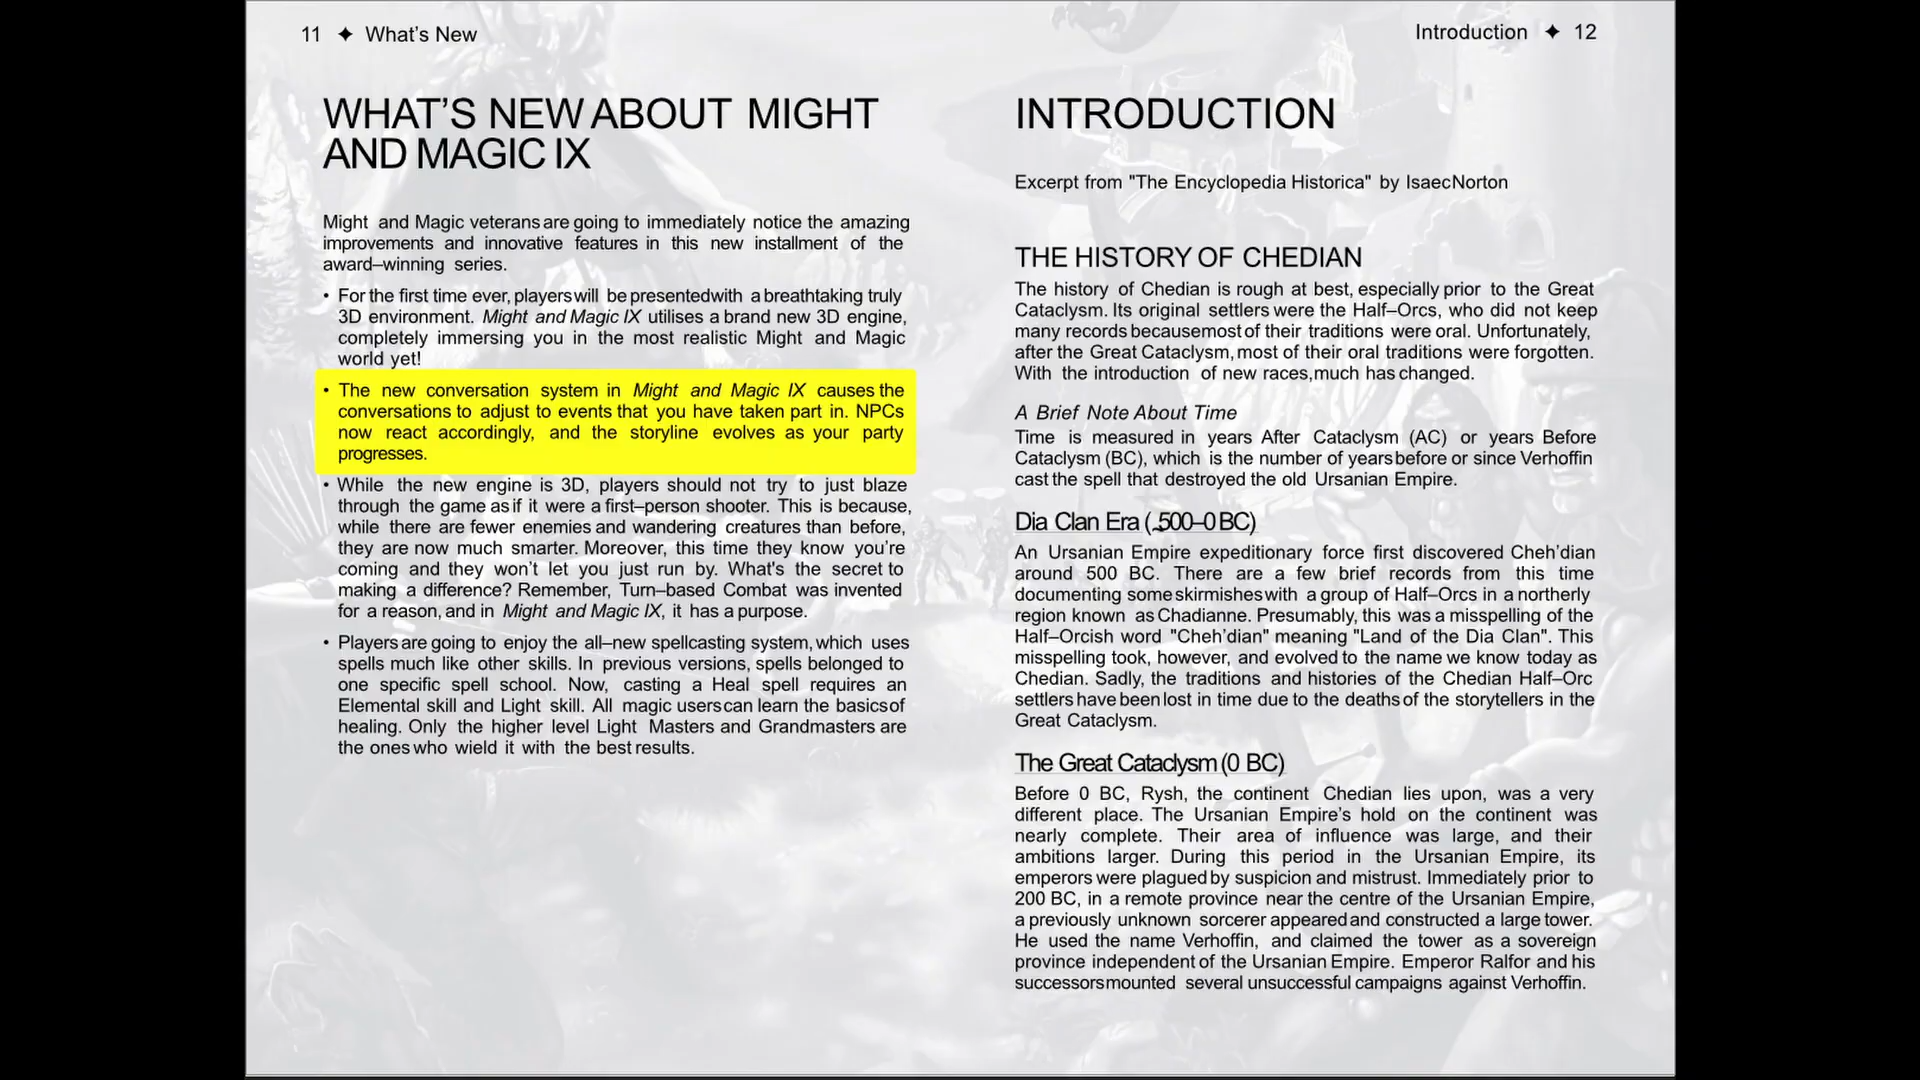 11 ✦ What's New
WHAT'S NEW ABOUT MIGHT
AND MAGIC IX
Might and Magic veterans are going to immediately notice the amazing
improvements and innovative features in this new installment of the
award–winning series.
• For the first time ever, players will be presented with a breathtaking truly
3D environment. Might and Magic IX utilises a brand new 3D engine,
completely immersing you in the most realistic Might and Magic
world yet!
• The new conversation system in Might and Magic IX causes the
conversations to adjust to events that you have taken part in. NPCs
now react accordingly, and the storyline evolves as your party
progresses.
• While the new engine is 3D, players should not try to just blaze
through the game as if it were a first–person shooter. This is because,
while there are fewer enemies and wandering creatures than before,
they are now much smarter. Moreover, this time they know you're
coming and they won't let you just run by. What's the secret to
making a difference? Remember, Turn–based Combat was invented
for a reason, and in Might and Magic IX, it has a purpose.
• Players are going to enjoy the all–new spellcasting system, which uses
spells much like other skills. In previous versions, spells belonged to
one specific spell school. Now, casting a Heal spell requires an
Elemental skill and Light skill. All magic users can learn the basics of
healing. Only the higher level Light Masters and Grandmasters are
the ones who wield it with the best results.
Introduction ✦ 12
INTRODUCTION
Excerpt from "The Encyclopedia Historica" by Isaec Norton
THE HISTORY OF CHEDIAN
The history of Chedian is rough at best, especially prior to the Great
Cataclysm. Its original settlers were the Half–Orcs, who did not keep
many records because most of their traditions were oral. Unfortunately,
after the Great Cataclysm, most of their oral traditions were forgotten.
With the introduction of new races, much has changed.
A Brief Note About Time
Time is measured in years After Cataclysm (AC) or years Before
Cataclysm (BC), which is the number of years before or since Verhoffin
cast the spell that destroyed the old Ursanian Empire.
Dia Clan Era (~500–0 BC)
An Ursanian Empire expeditionary force first discovered Cheh'dian
around 500 BC. There are a few brief records from this time
documenting some skirmishes with a group of Half–Orcs in a northerly
region known as Chadianne. Presumably, this was a misspelling of the
Half–Orcish word "Cheh'dian" meaning "Land of the Dia Clan". This
misspelling took, however, and evolved to the name we know today as
Chedian. Sadly, the traditions and histories of the Chedian Half–Orc
settlers have been lost in time due to the deaths of the storytellers in the
Great Cataclysm.
The Great Cataclysm (0 BC)
Before 0 BC, Rysh, the continent Chedian lies upon, was a very
different place. The Ursanian Empire's hold on the continent was
nearly complete. Their area of influence was large, and their
ambitions larger. During this period in the Ursanian Empire, its
emperors were plagued by suspicion and mistrust. Immediately prior to
200 BC, in a remote province near the centre of the Ursanian Empire,
a previously unknown sorcerer appeared and constructed a large tower.
He used the name Verhoffin, and claimed the tower as a sovereign
province independent of the Ursanian Empire. Emperor Ralfor and his
successors mounted several unsuccessful campaigns against Verhoffin.